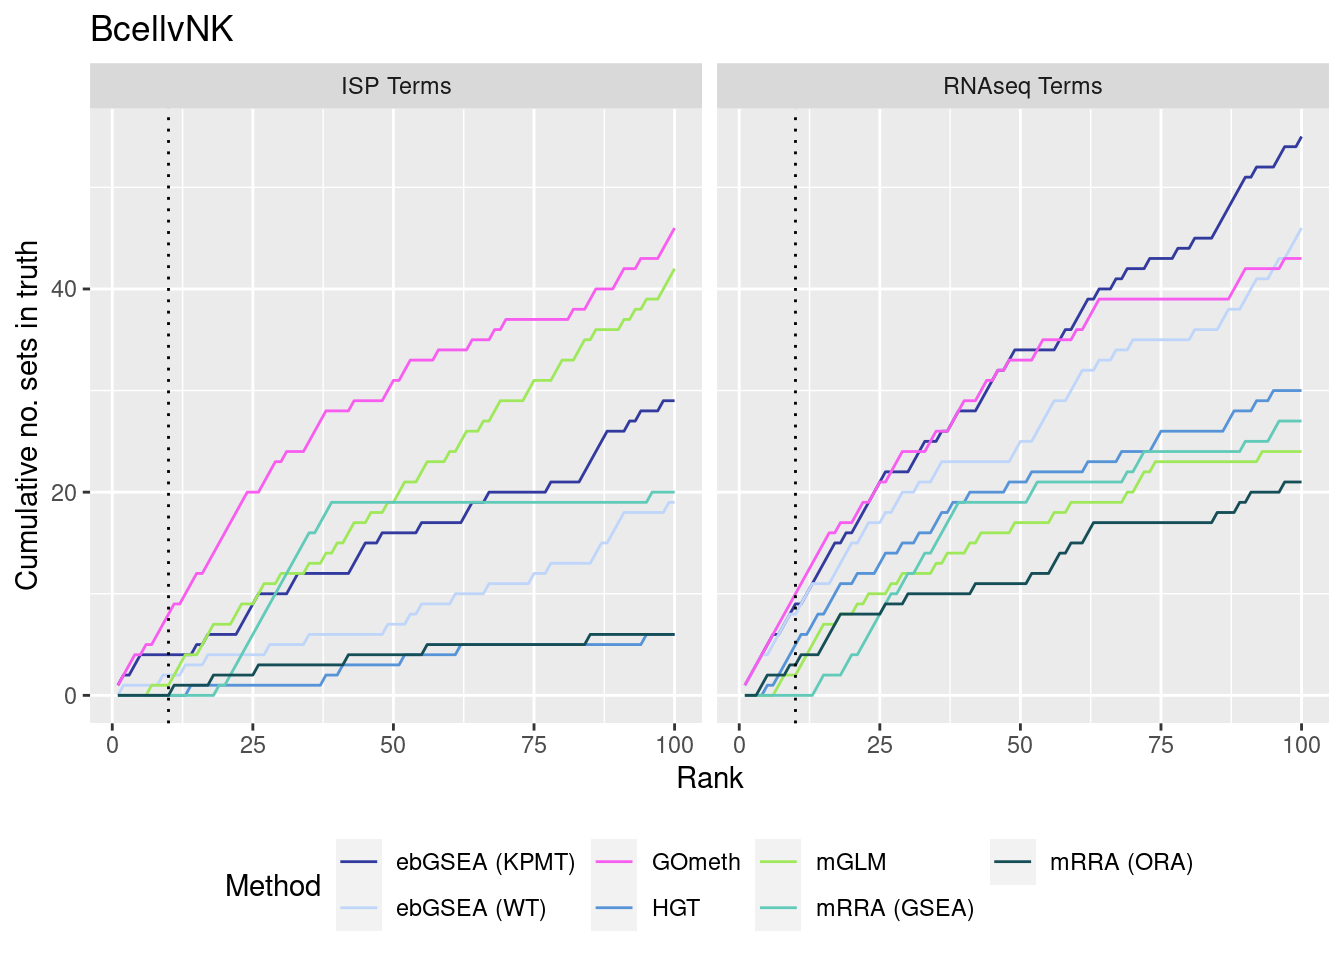 BcellvNK
ISP Terms
RNAseq Terms
Cumulative no. sets in truth
40
20
0
0 25 50 75 100
0 25 50 75 100
Rank
Method
ebGSEA (KPMT) GOmeth mGLM mRRA (ORA)
ebGSEA (WT) HGT mRRA (GSEA)